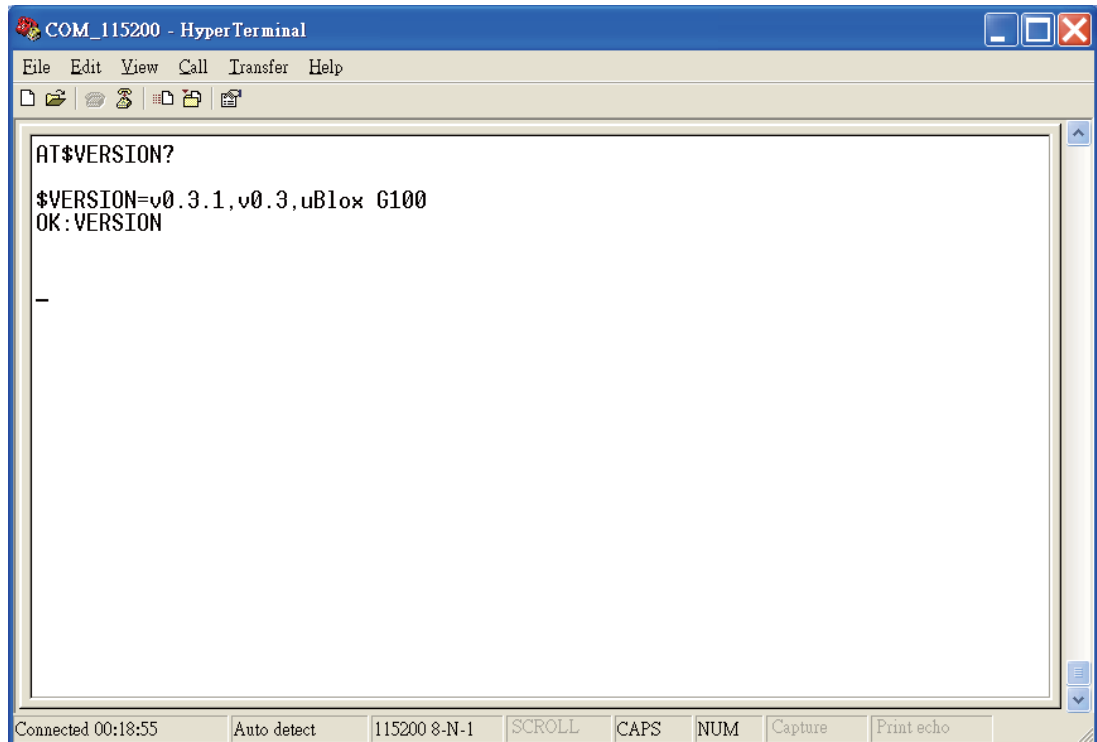 COM_115200 - HyperTerminal
File Edit View Call Transfer Help
AT$VERSION?
$VERSION=v0.3.1,v0.3,uBlox G100
OK:VERSION
_
Connected 00:18:55 Auto detect 115200 8-N-1 SCROLL CAPS NUM Capture Print echo